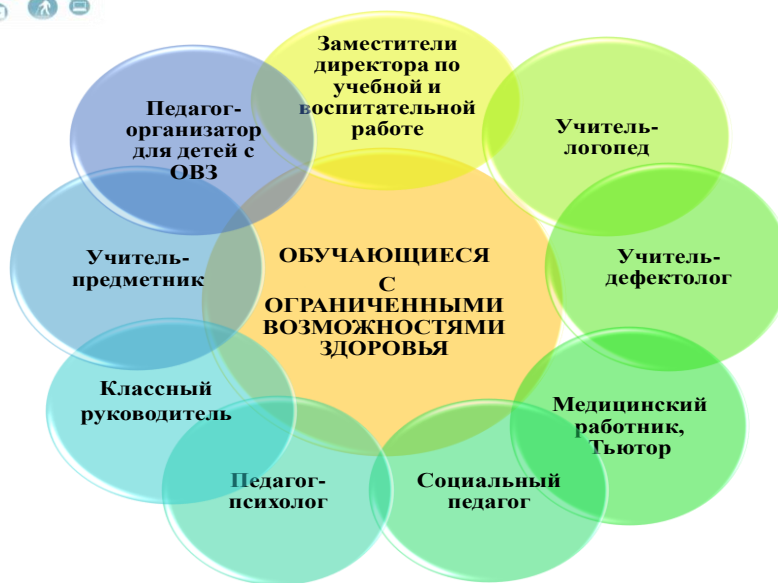 Заместители
директора по
учебной и
воспитательной
работе
Учитель-
логопед
Учитель-
дефектолог
Медицинский
работник,
Тьютор
Социальный
педагог
Педагог-
психолог
Классный
руководитель
Учитель-
предметник
Педагог-
организатор
для детей с
ОВЗ
ОБУЧАЮЩИЕСЯ
С
ОГРАНИЧЕННЫМИ
ВОЗМОЖНОСТЯМИ
ЗДОРОВЬЯ